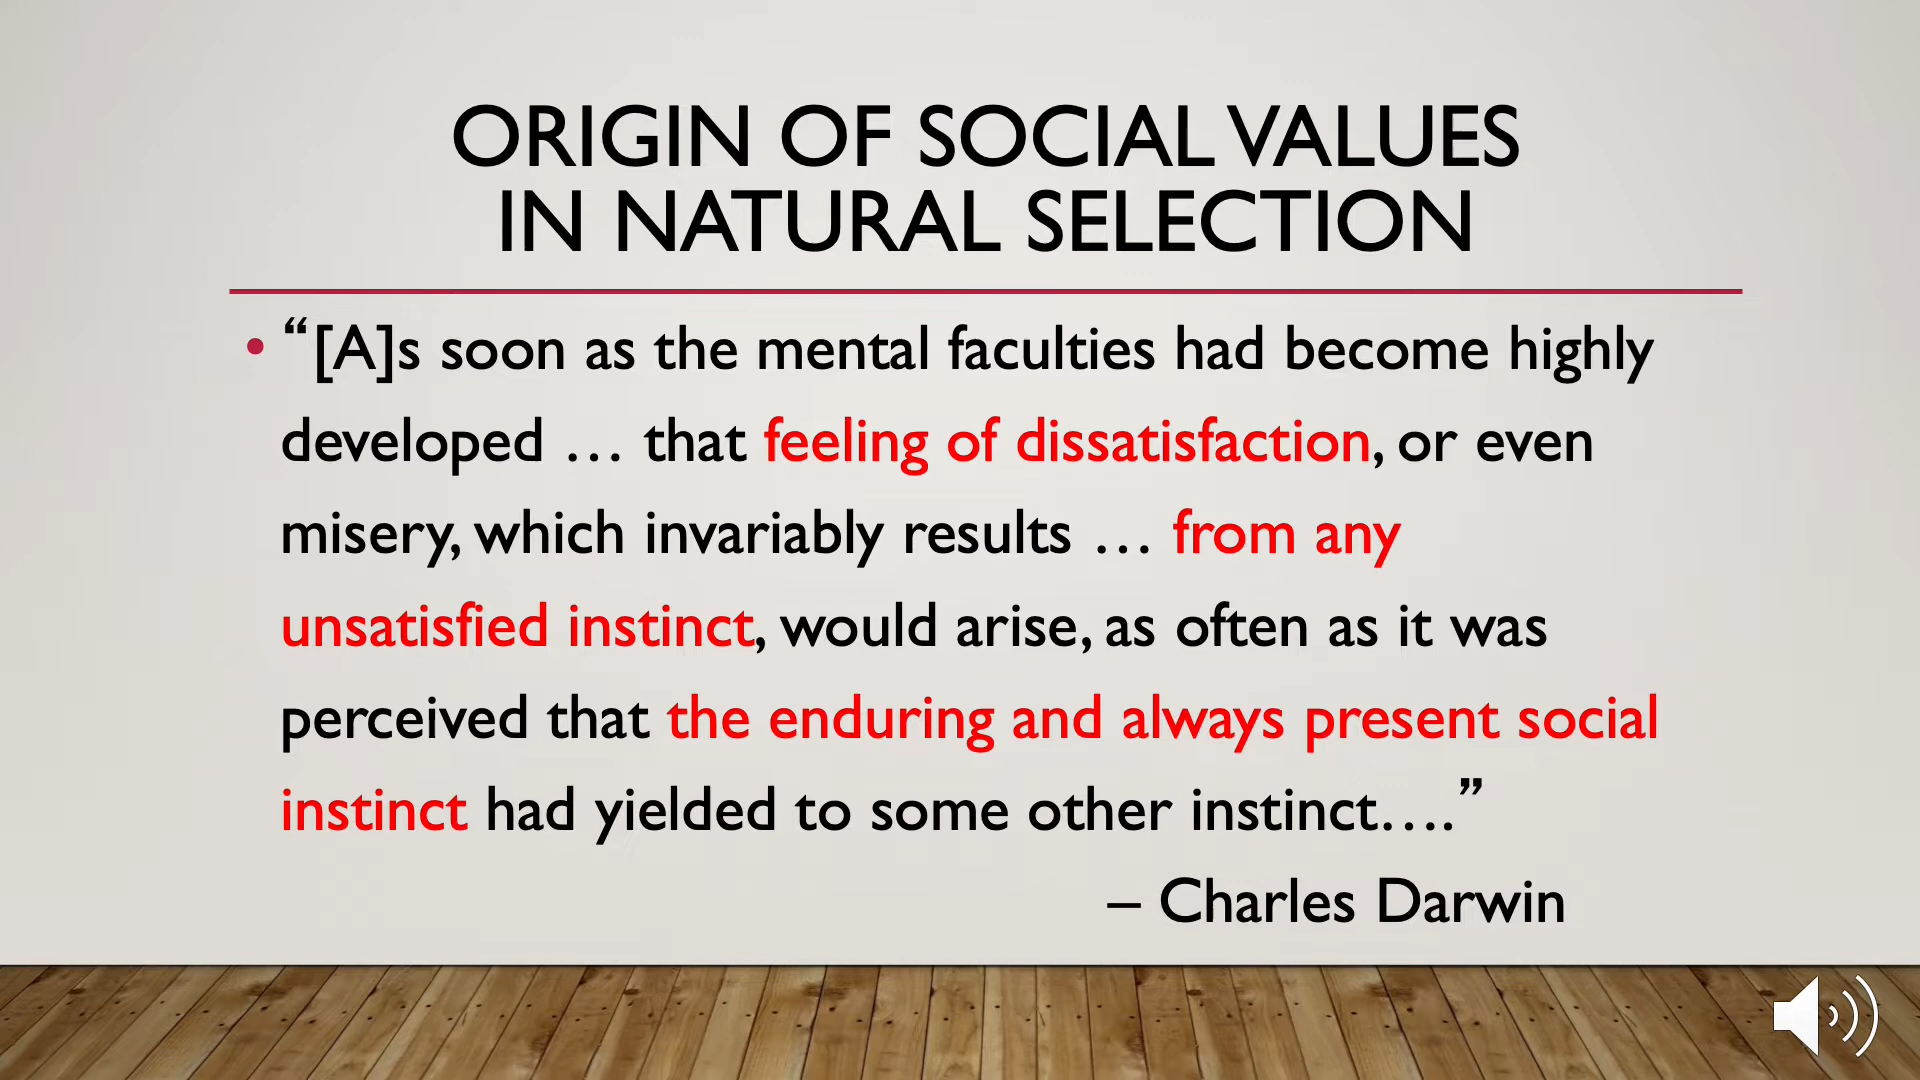 ORIGIN OF SOCIAL VALUES
IN NATURAL SELECTION
• “[A]s soon as the mental faculties had become highly
developed … that feeling of dissatisfaction, or even
misery, which invariably results … from any
unsatisfied instinct, would arise, as often as it was
perceived that the enduring and always present social
instinct had yielded to some other instinct….”
– Charles Darwin